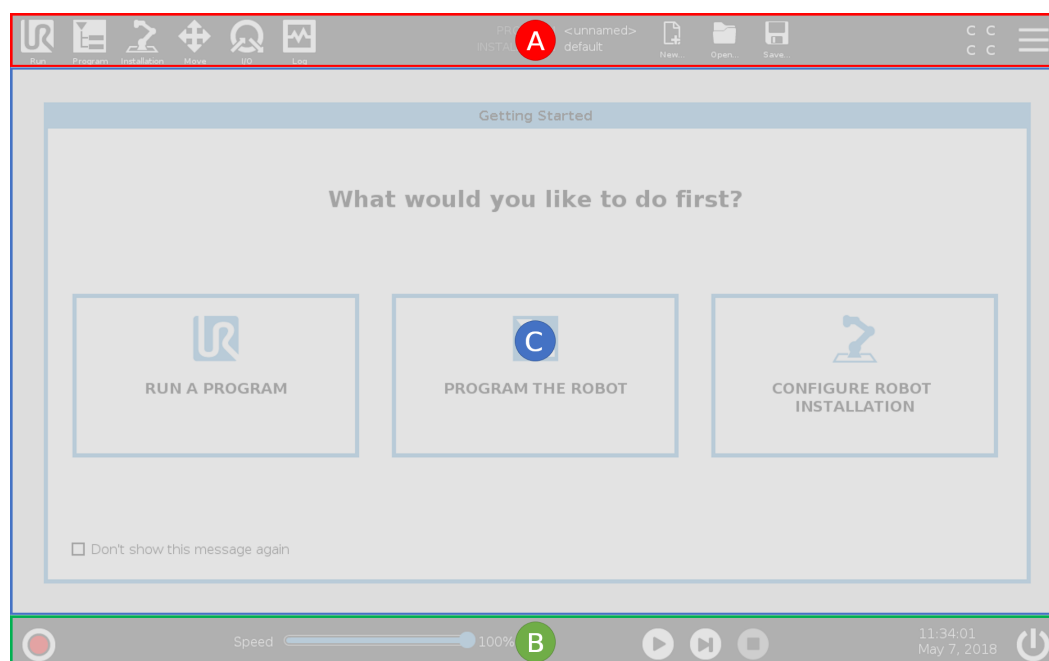 Run Program Installation Move I/O Log
A
<unnamed>
default
New... Open... Save...
C C
C C
Getting Started
What would you like to do first?
C
RUN A PROGRAM
PROGRAM THE ROBOT
CONFIGURE ROBOT
INSTALLATION
Don't show this message again
Speed
100%
B
11:34:01
May 7, 2018